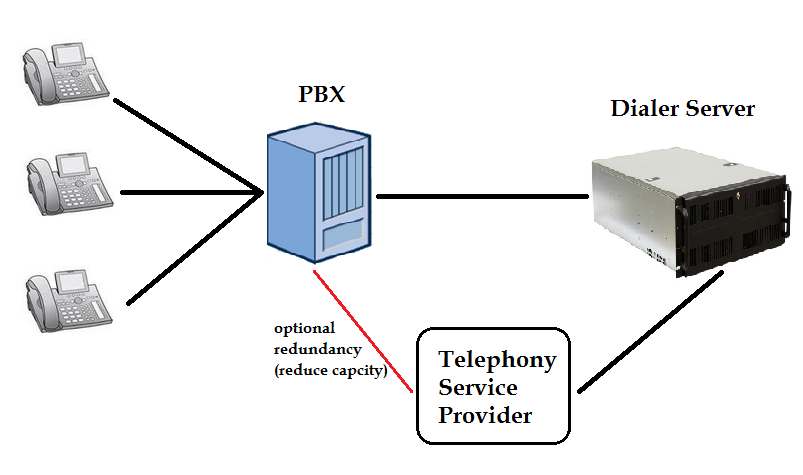 PBX
Dialer Server
optional
redundancy
(reduce capcity)
Telephony
Service
Provider